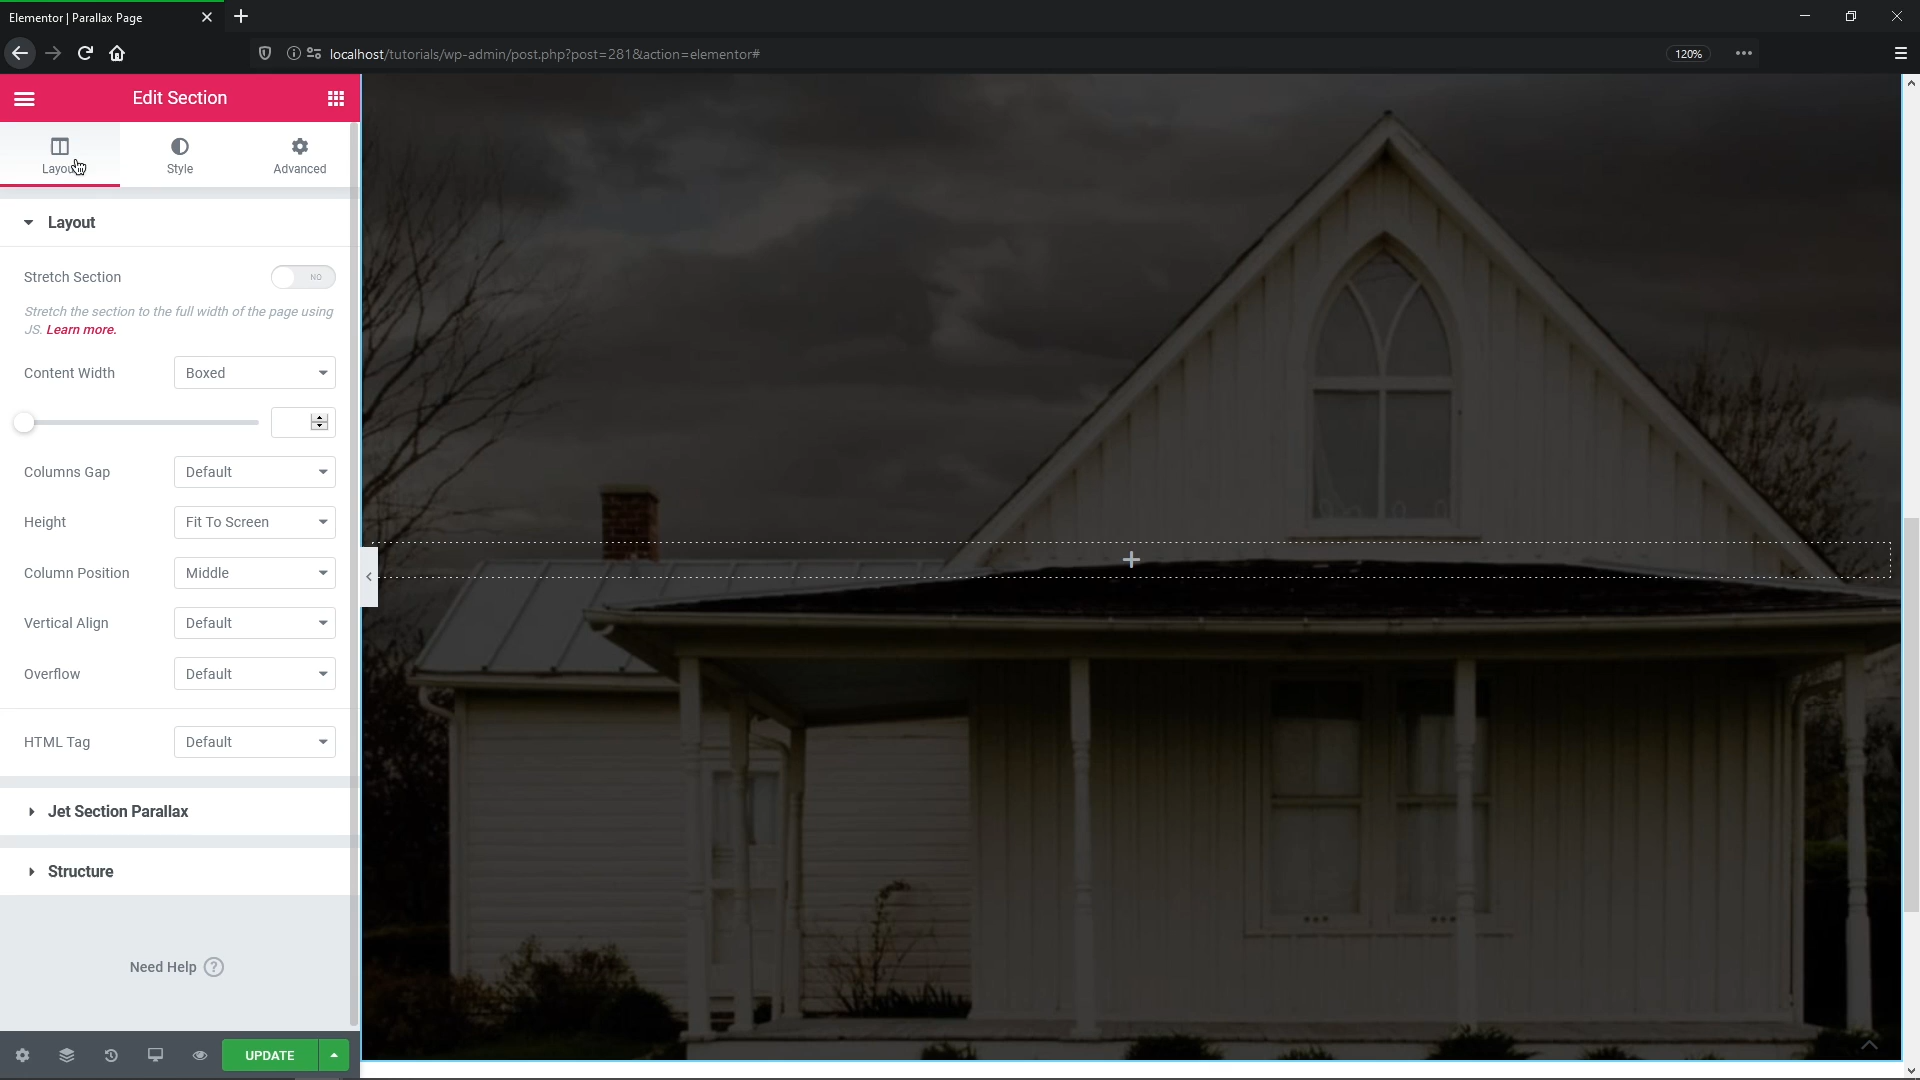 Elementor | Parallax Page
localhost/tutorials/wp-admin/post.php?post=281&action=elementor#
120%
Edit Section
Layout
Style
Advanced
Layout
Stretch Section
NO
Stretch the section to the full width of the page using
JS. Learn more.
Content Width
Boxed
Columns Gap
Default
Height
Fit To Screen
Column Position
Middle
Vertical Align
Default
Overflow
Default
HTML Tag
Default
Jet Section Parallax
Structure
Need Help ?
UPDATE